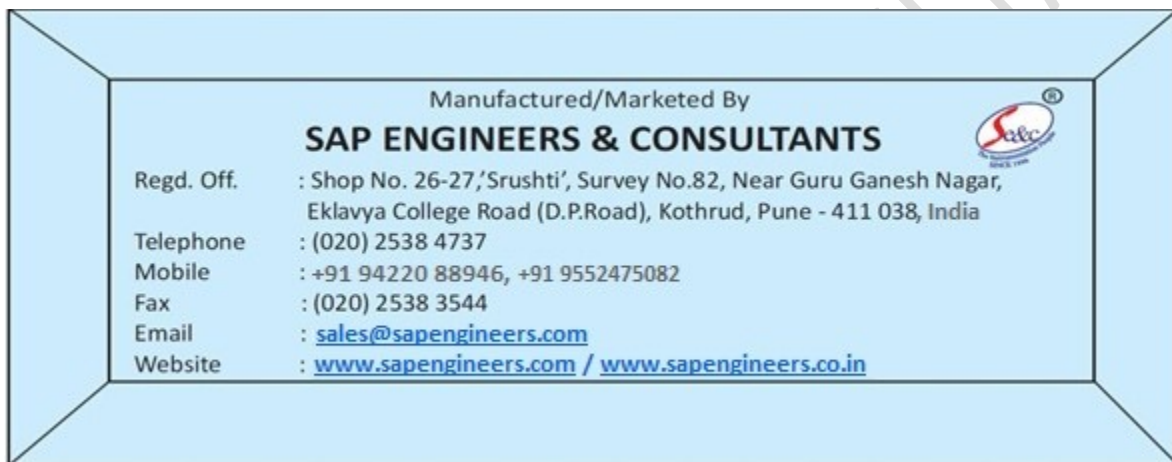 Manufactured/Marketed By
®
SAP ENGINEERS & CONSULTANTS
Se&c
SINCE
Regd. Off. : Shop No. 26-27,’Srushti’, Survey No.82, Near Guru Ganesh Nagar,
Eklavya College Road (D.P.Road), Kothrud, Pune - 411 038, India
Telephone : (020) 2538 4737
Mobile : +91 94220 88946, +91 9552475082
Fax : (020) 2538 3544
Email : sales@sapengineers.com
Website : www.sapengineers.com / www.sapengineers.co.in